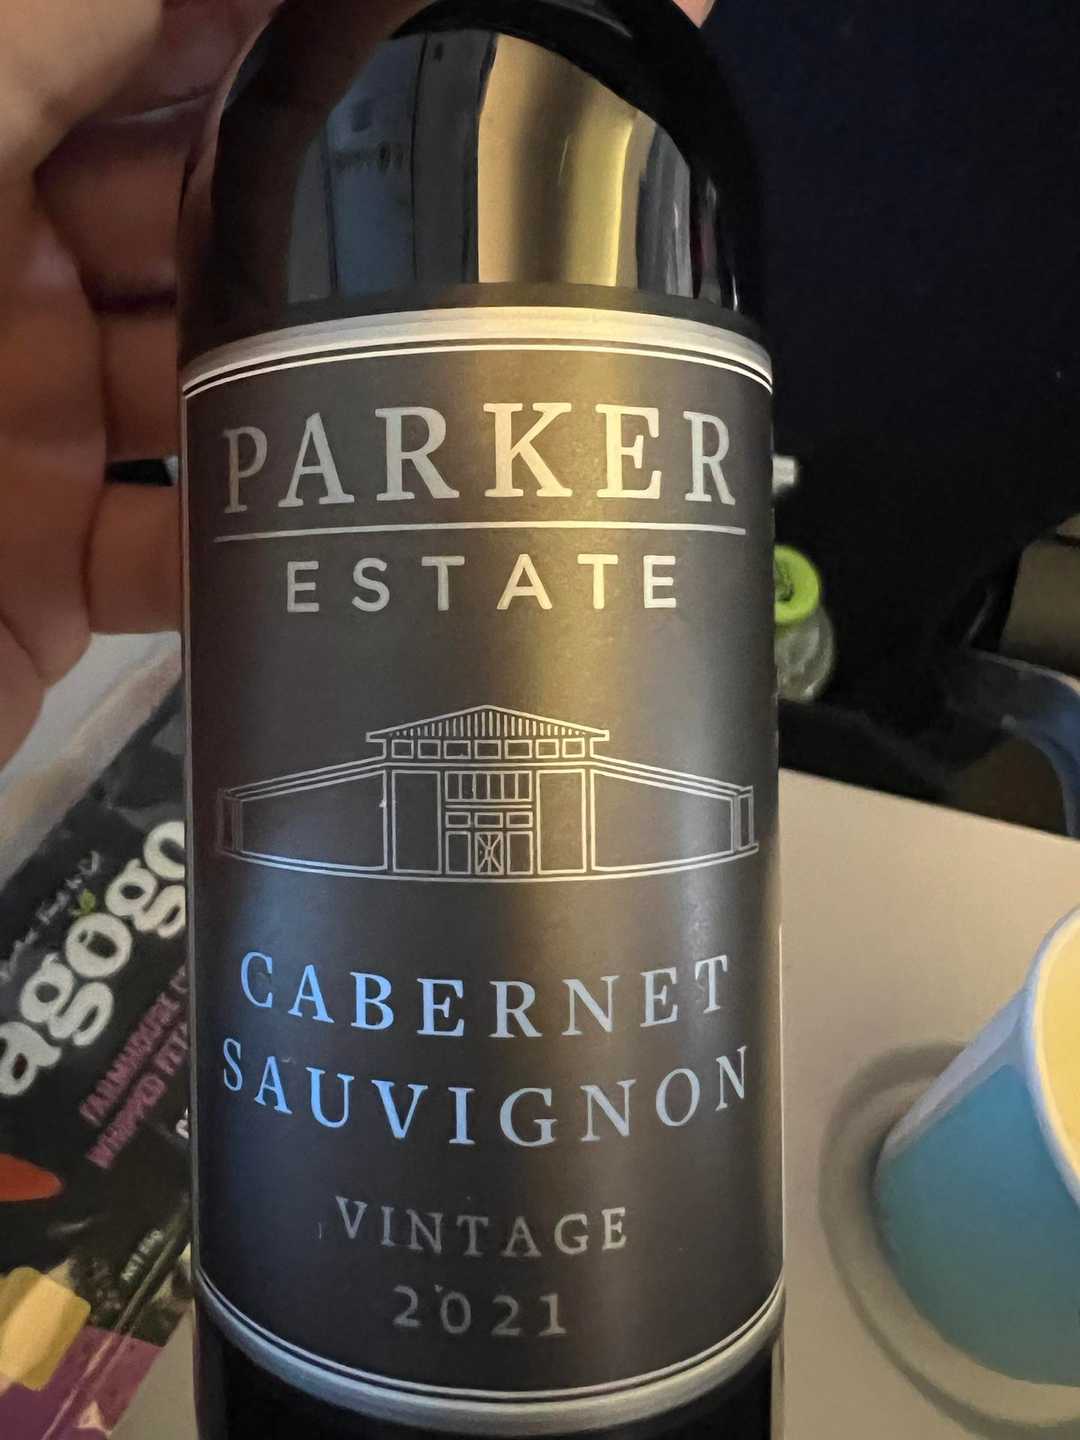 PARKER
ESTATE
CABERNET
SAUVIGNON
VINTAGE
2021
agogo